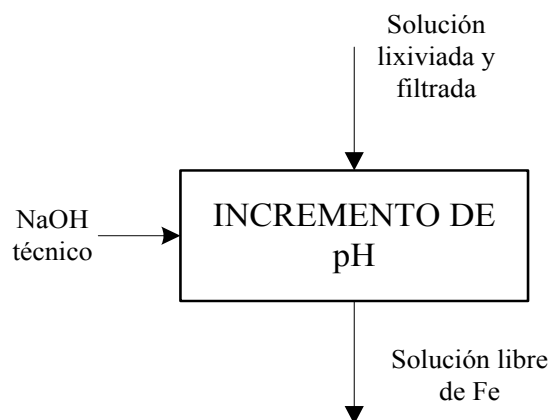 Solución
lixiviada y
filtrada
NaOH
técnico
INCREMENTO DE
pH
Solución libre
de Fe